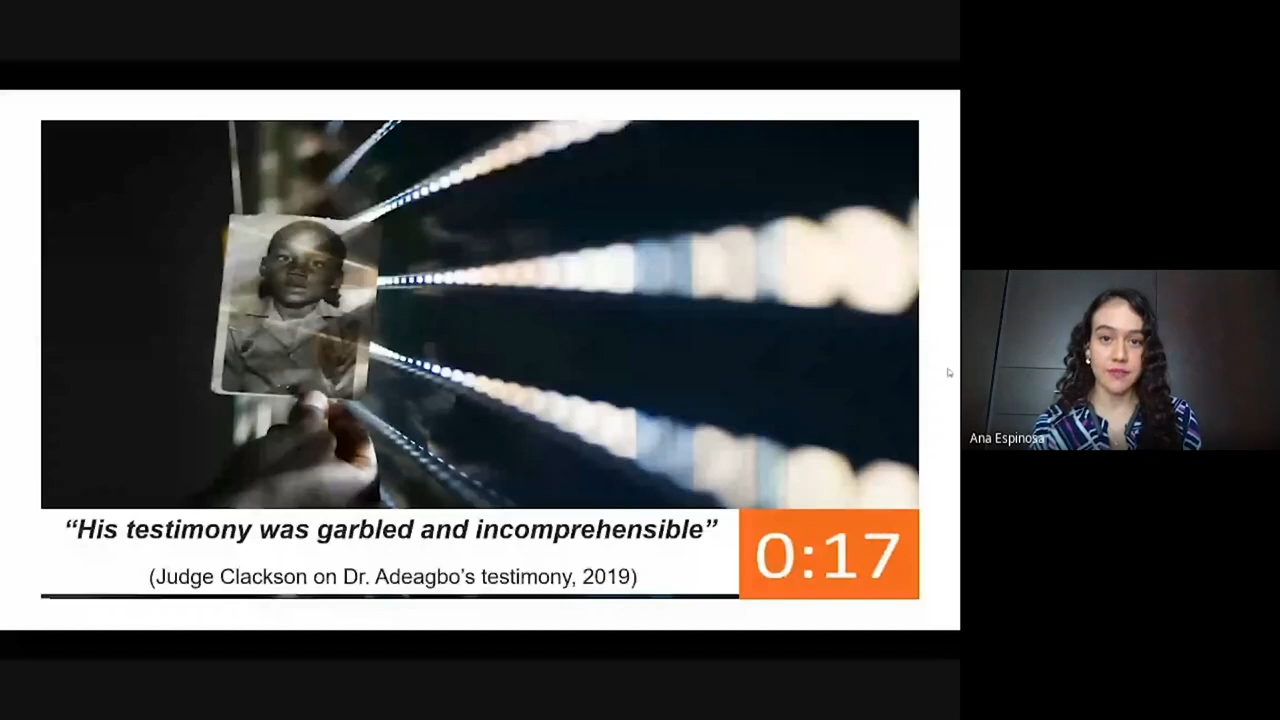 “His testimony was garbled and incomprehensible”
(Judge Clackson on Dr. Adeagbo’s testimony, 2019)
0:17
Ana Espinosa